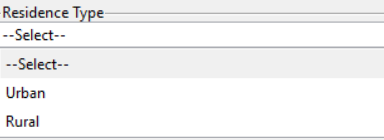 Residence Type
--Select--
--Select--
Urban
Rural